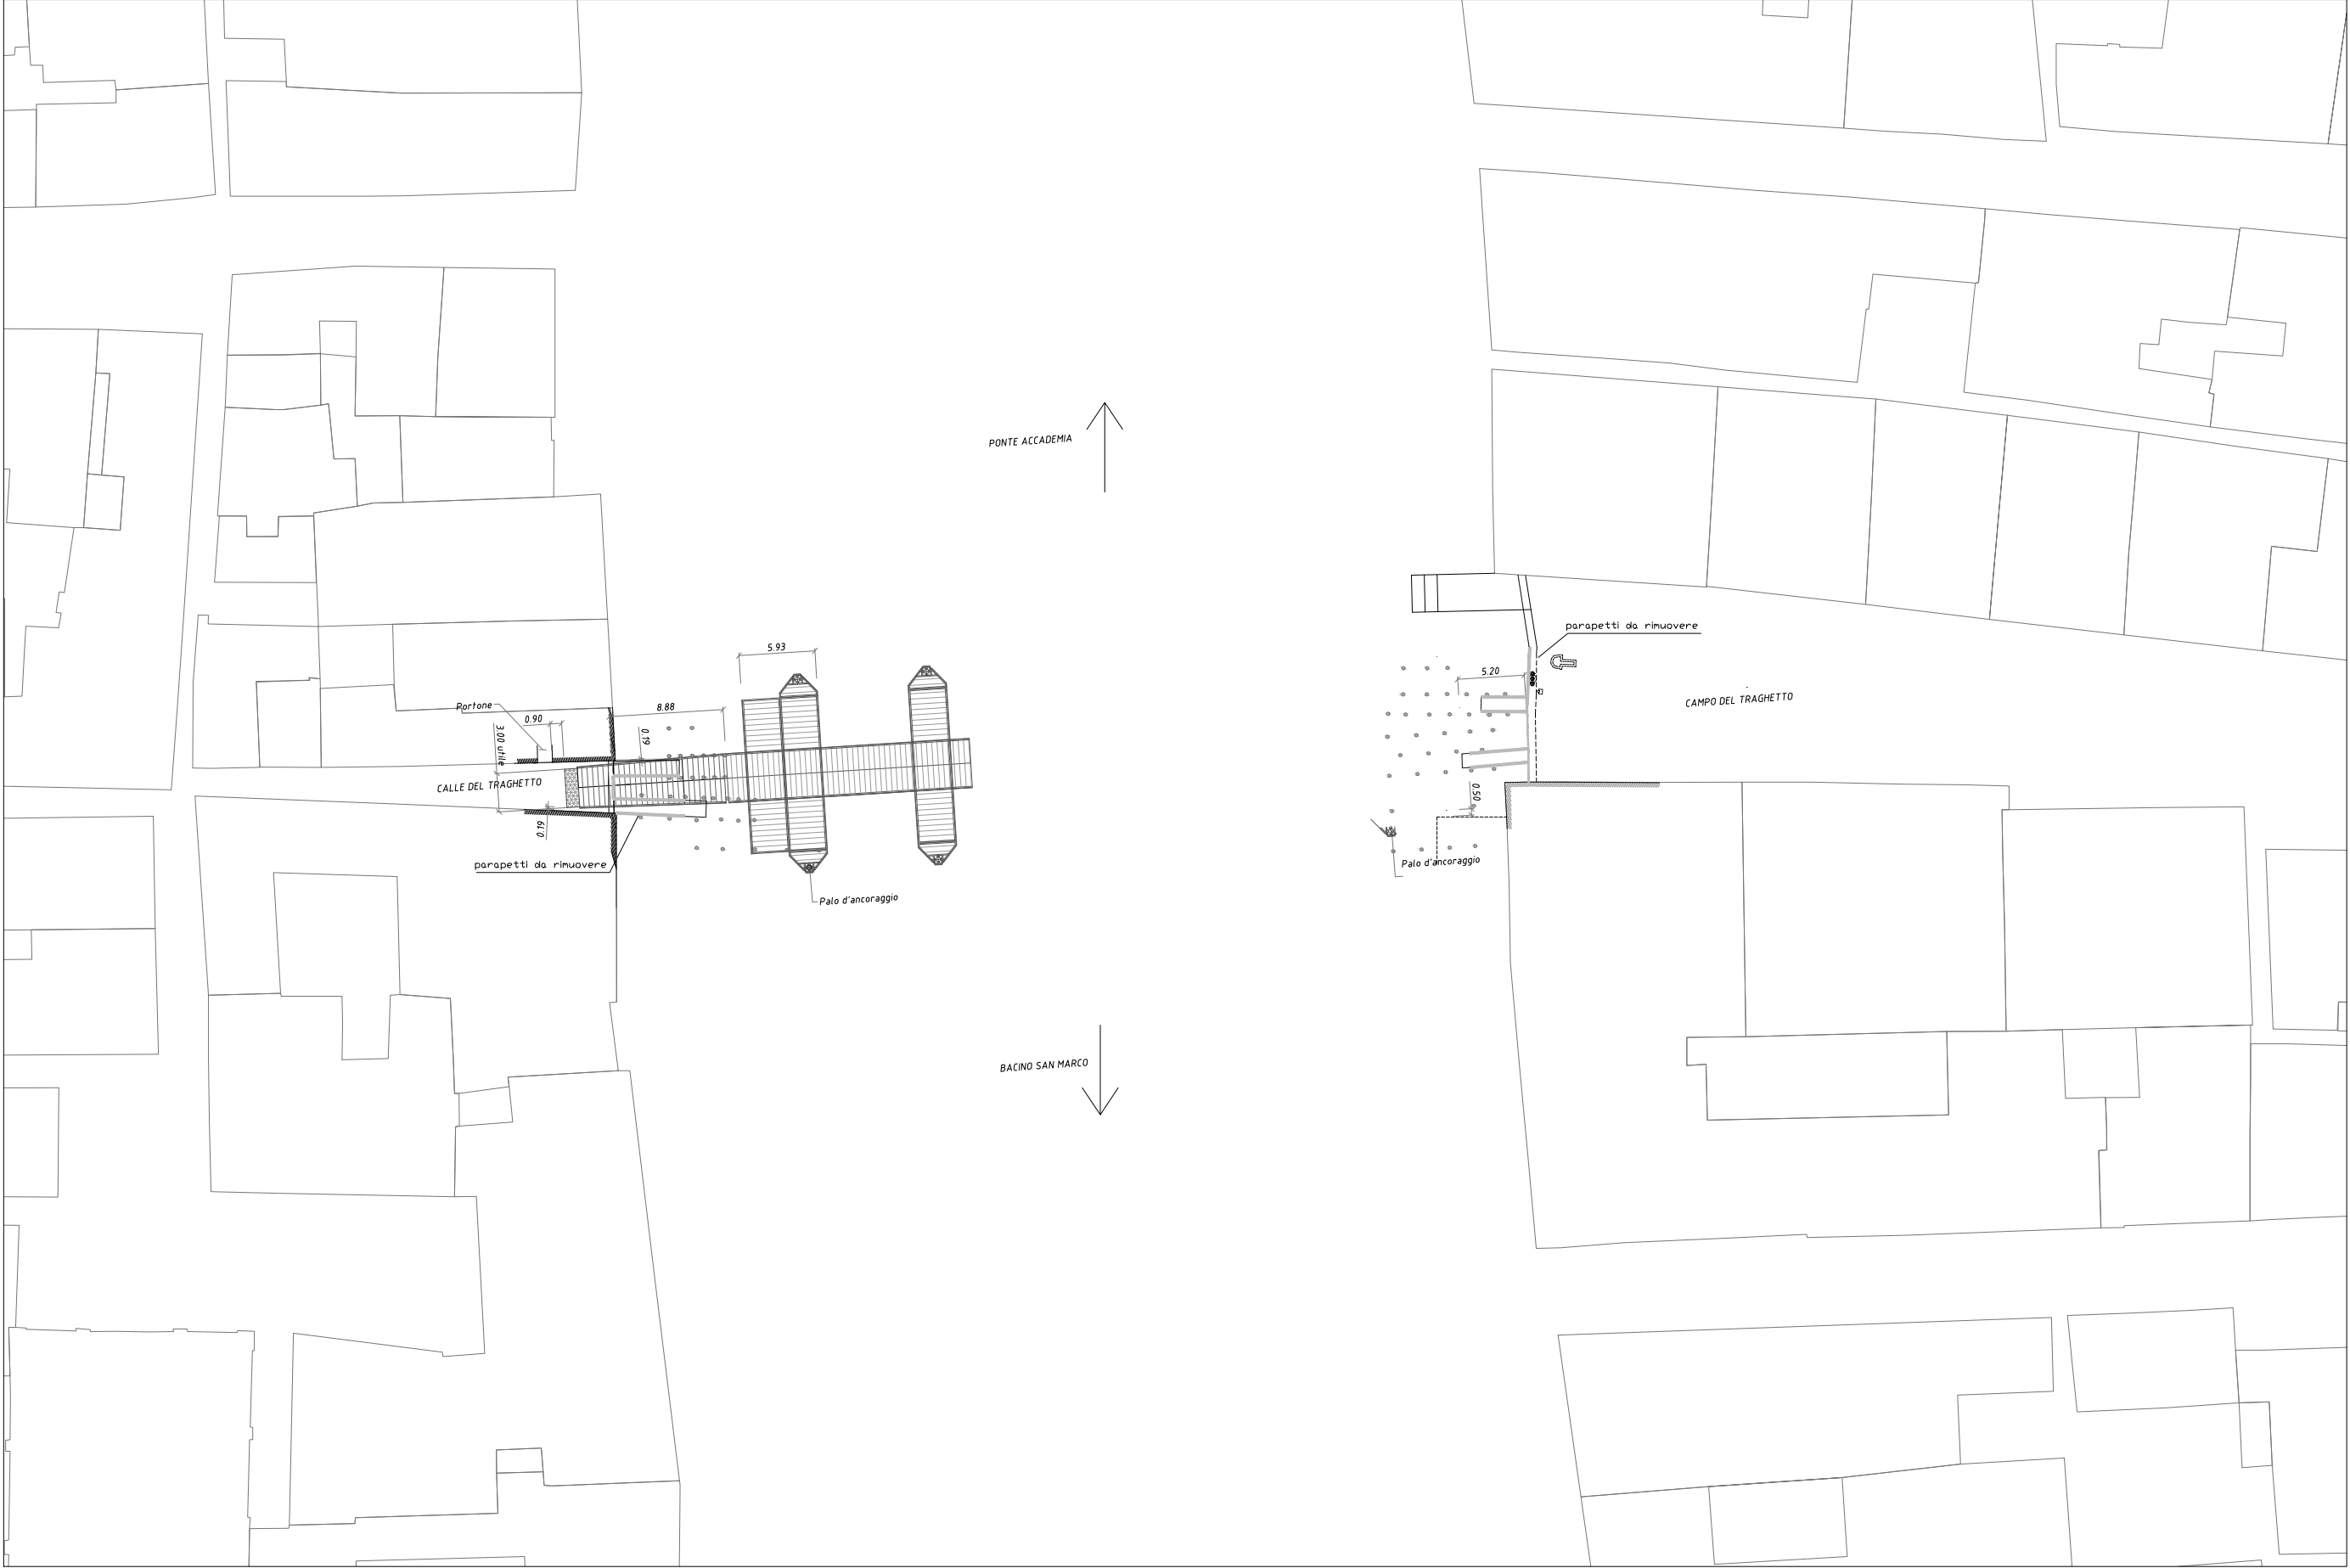 PONTE ACCADEMIA
parapetti da rimuovere
5.93
5.20
CAMPO DEL TRAGHETTO
Portone
0.90
8.88
3.00 utile
0.19
CALLE DEL TRAGHETTO
0.50
0.19
parapetti da rimuovere
Palo d'ancoraggio
Palo d'ancoraggio
BACINO SAN MARCO